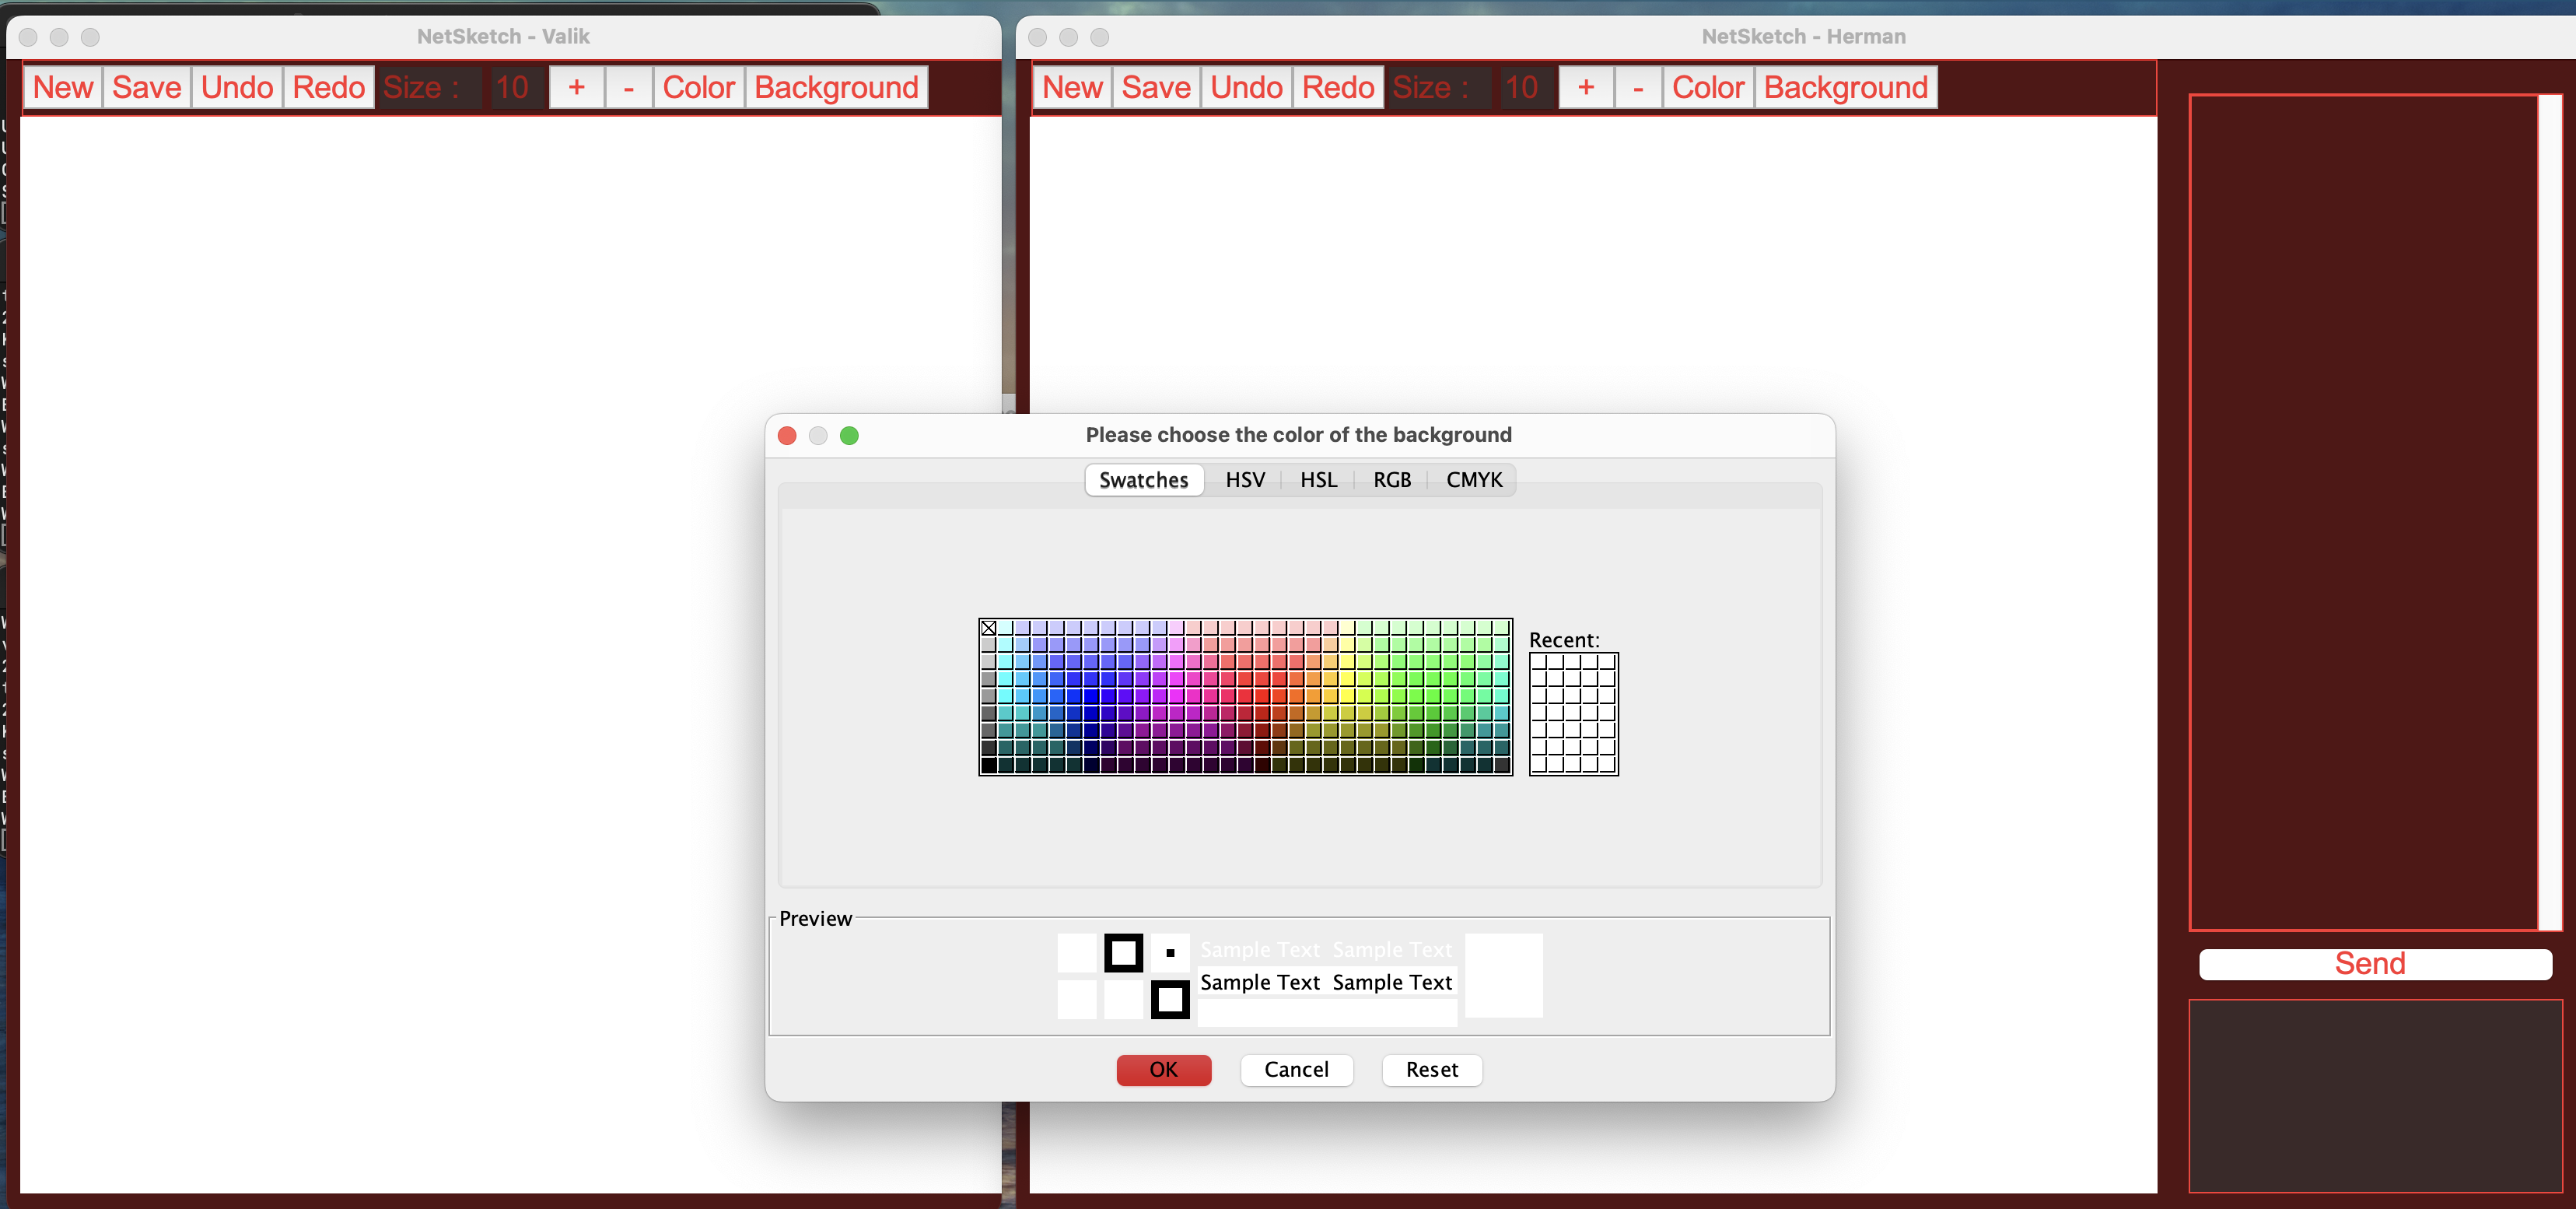 NetSketch - Valik
New Save Undo Redo Size : 10 + - Color Background
NetSketch - Herman
New Save Undo Redo Size : 10 + - Color Background
Please choose the color of the background
Swatches HSV HSL RGB CMYK
Recent:
Preview
Sample Text Sample Text
Sample Text Sample Text
OK Cancel Reset
Send